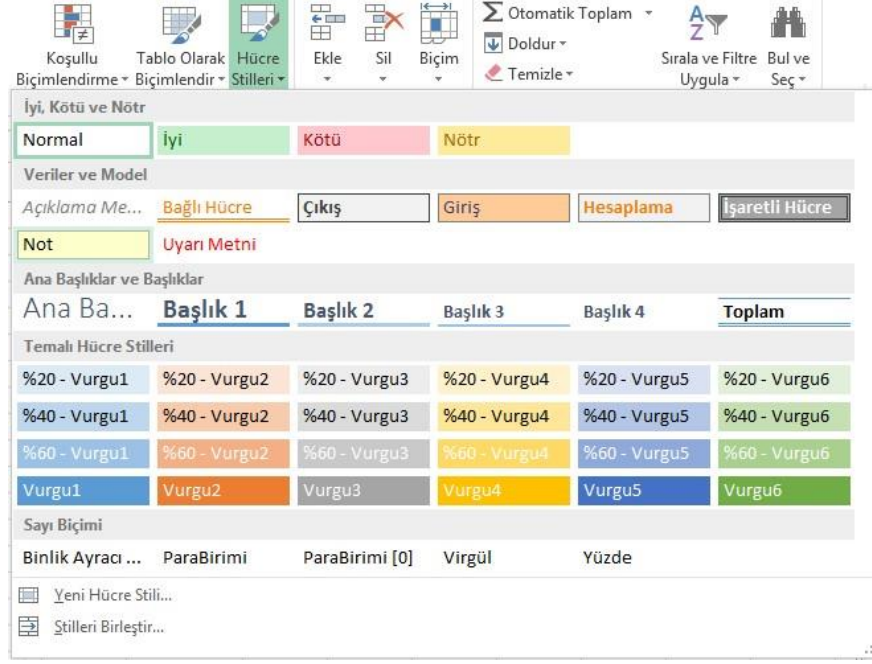 Koşullu Biçimlendirme
Tablo Olarak Biçimlendir
Hücre Stilleri
Ekle
Sil
Biçim
Otomatik Toplam
Doldur
Temizle
Sırala ve Filtre Uygula
Bul ve Seç
İyi, Kötü ve Nötr
Normal İyi Kötü Nötr
Veriler ve Model
Açıklama Me... Bağlı Hücre Çıkış Giriş Hesaplama İşaretli Hücre
Not Uyarı Metni
Ana Başlıklar ve Başlıklar
Ana Ba... Başlık 1 Başlık 2 Başlık 3 Başlık 4 Toplam
Temalı Hücre Stilleri
%20 - Vurgu1 %20 - Vurgu2 %20 - Vurgu3 %20 - Vurgu4 %20 - Vurgu5 %20 - Vurgu6
%40 - Vurgu1 %40 - Vurgu2 %40 - Vurgu3 %40 - Vurgu4 %40 - Vurgu5 %40 - Vurgu6
%60 - Vurgu1 %60 - Vurgu2 %60 - Vurgu3 %60 - Vurgu4 %60 - Vurgu5 %60 - Vurgu6
Vurgu1 Vurgu2 Vurgu3 Vurgu4 Vurgu5 Vurgu6
Sayı Biçimi
Binlik Ayracı ... ParaBirimi ParaBirimi [0] Virgül Yüzde
Yeni Hücre Stili...
Stilleri Birleştir...